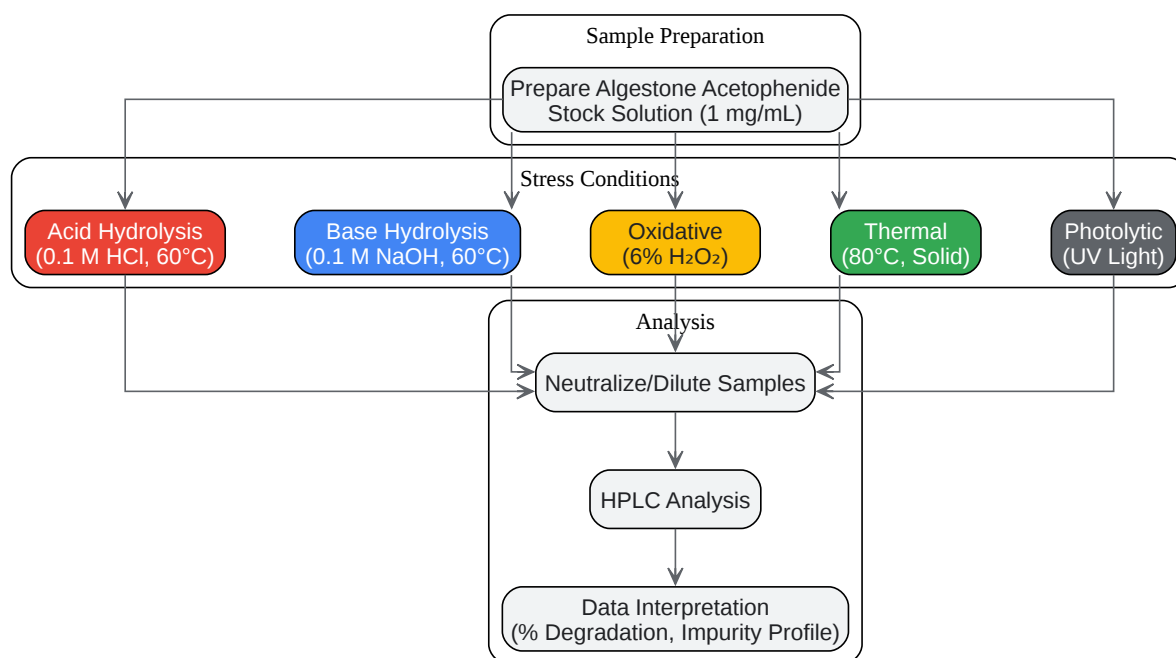 Sample Preparation
Prepare Algestone Acetophenide
Stock Solution (1 mg/mL)
Stress Conditions
Acid Hydrolysis
(0.1 M HCl, 60°C)
Base Hydrolysis
(0.1 M NaOH, 60°C)
Oxidative
(6% H₂O₂)
Thermal
(80°C, Solid)
Photolytic
(UV Light)
Analysis
Neutralize/Dilute Samples
HPLC Analysis
Data Interpretation
(% Degradation, Impurity Profile)